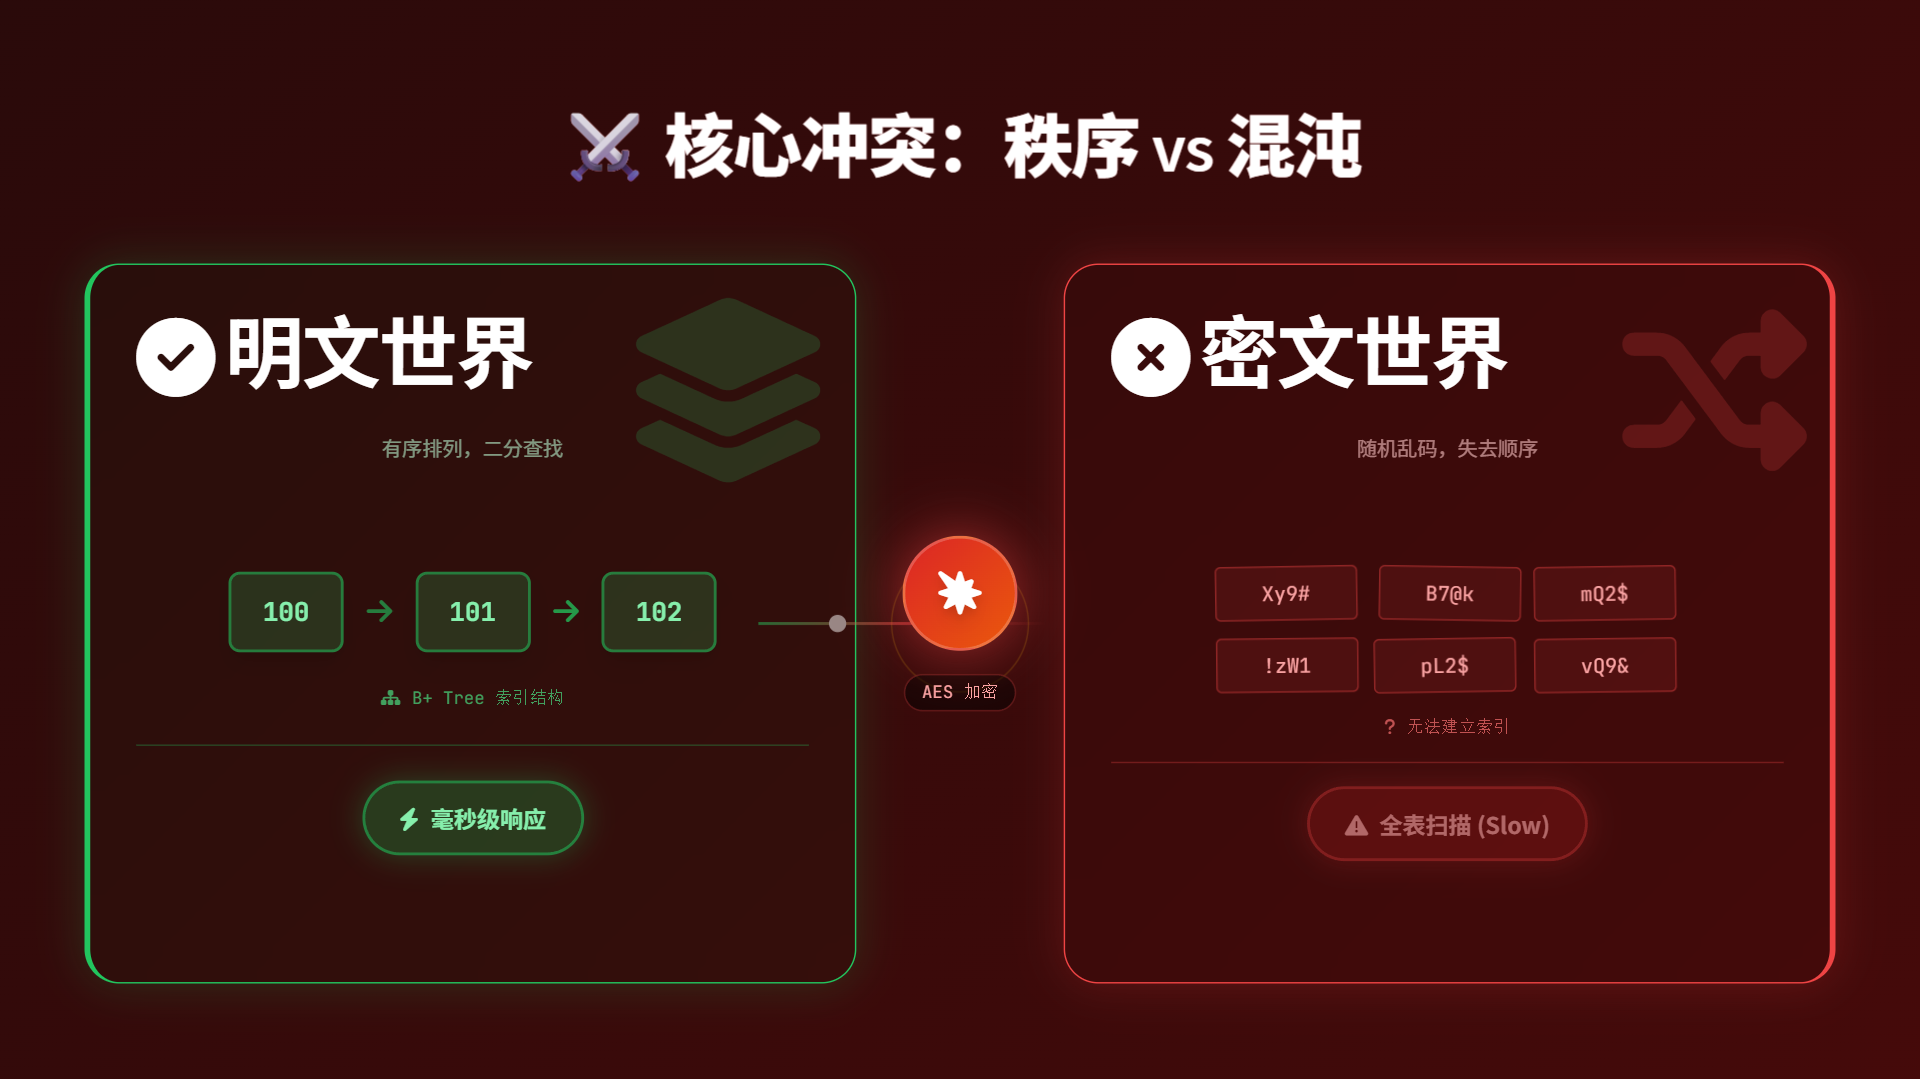 核心冲突：秩序 vs 混沌
明文世界
有序排列，二分查找
100
101
102
B+ Tree 索引结构
毫秒级响应
AES 加密
密文世界
随机乱码，失去顺序
Xy9#
B7@k
mQ2$
!zW1
pL2$
vQ9&
? 无法建立索引
全表扫描 (Slow)